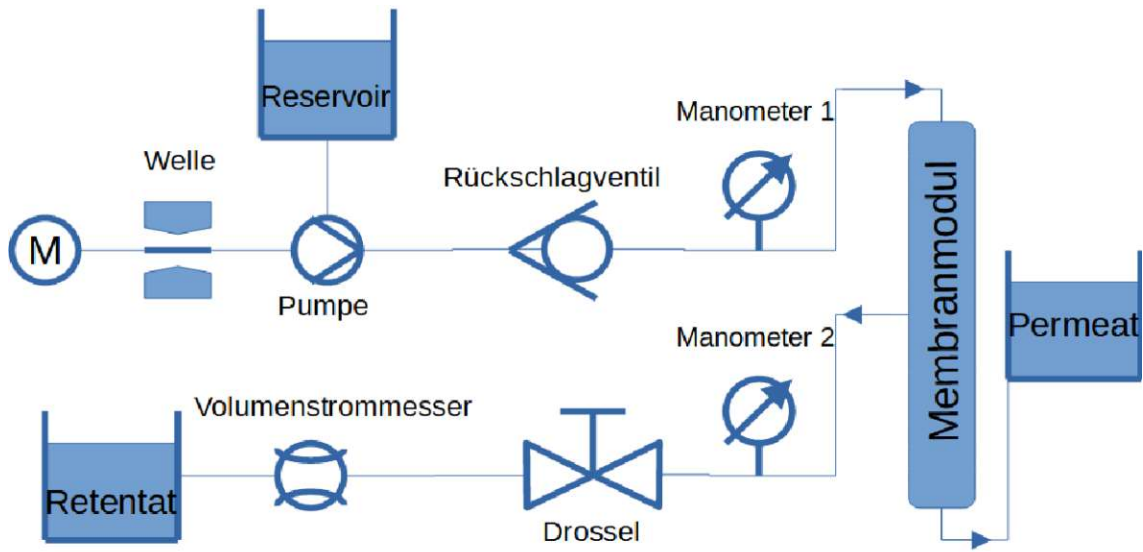 Reservoir
Manometer 1
Welle
Rückschlagventil
M
Pumpe
Membranmodul
Permeat
Manometer 2
Volumenstrommesser
Retentat
Drossel